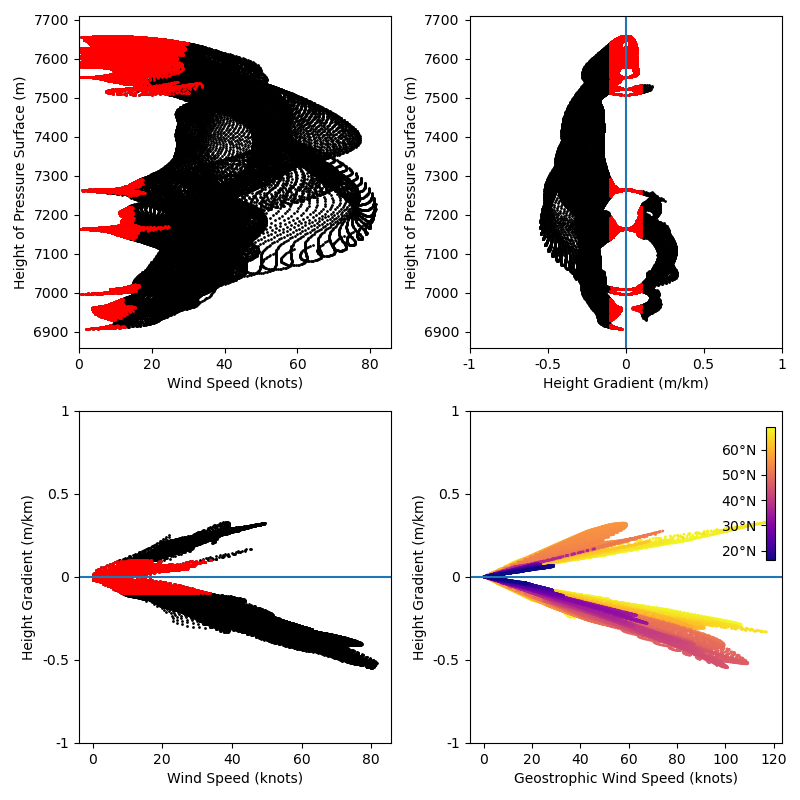 7700
7600
7500
7400
7300
7200
7100
7000
6900
Height of Pressure Surface (m)
0 20 40 60 80
Wind Speed (knots)
7700
7600
7500
7400
7300
7200
7100
7000
6900
Height of Pressure Surface (m)
-1 -0.5 0 0.5 1
Height Gradient (m/km)
1
0.5
0
-0.5
-1
Height Gradient (m/km)
0 20 40 60 80
Wind Speed (knots)
1
0.5
0
-0.5
-1
Height Gradient (m/km)
60°N
50°N
40°N
30°N
20°N
0 20 40 60 80 100 120
Geostrophic Wind Speed (knots)